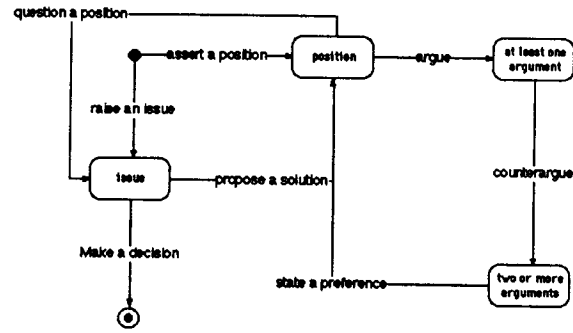 question a position
assert a position
position
argue
at least one
argument
raise an issue
issue
propose a solution
counterargue
Make a decision
state a preference
two or more
arguments